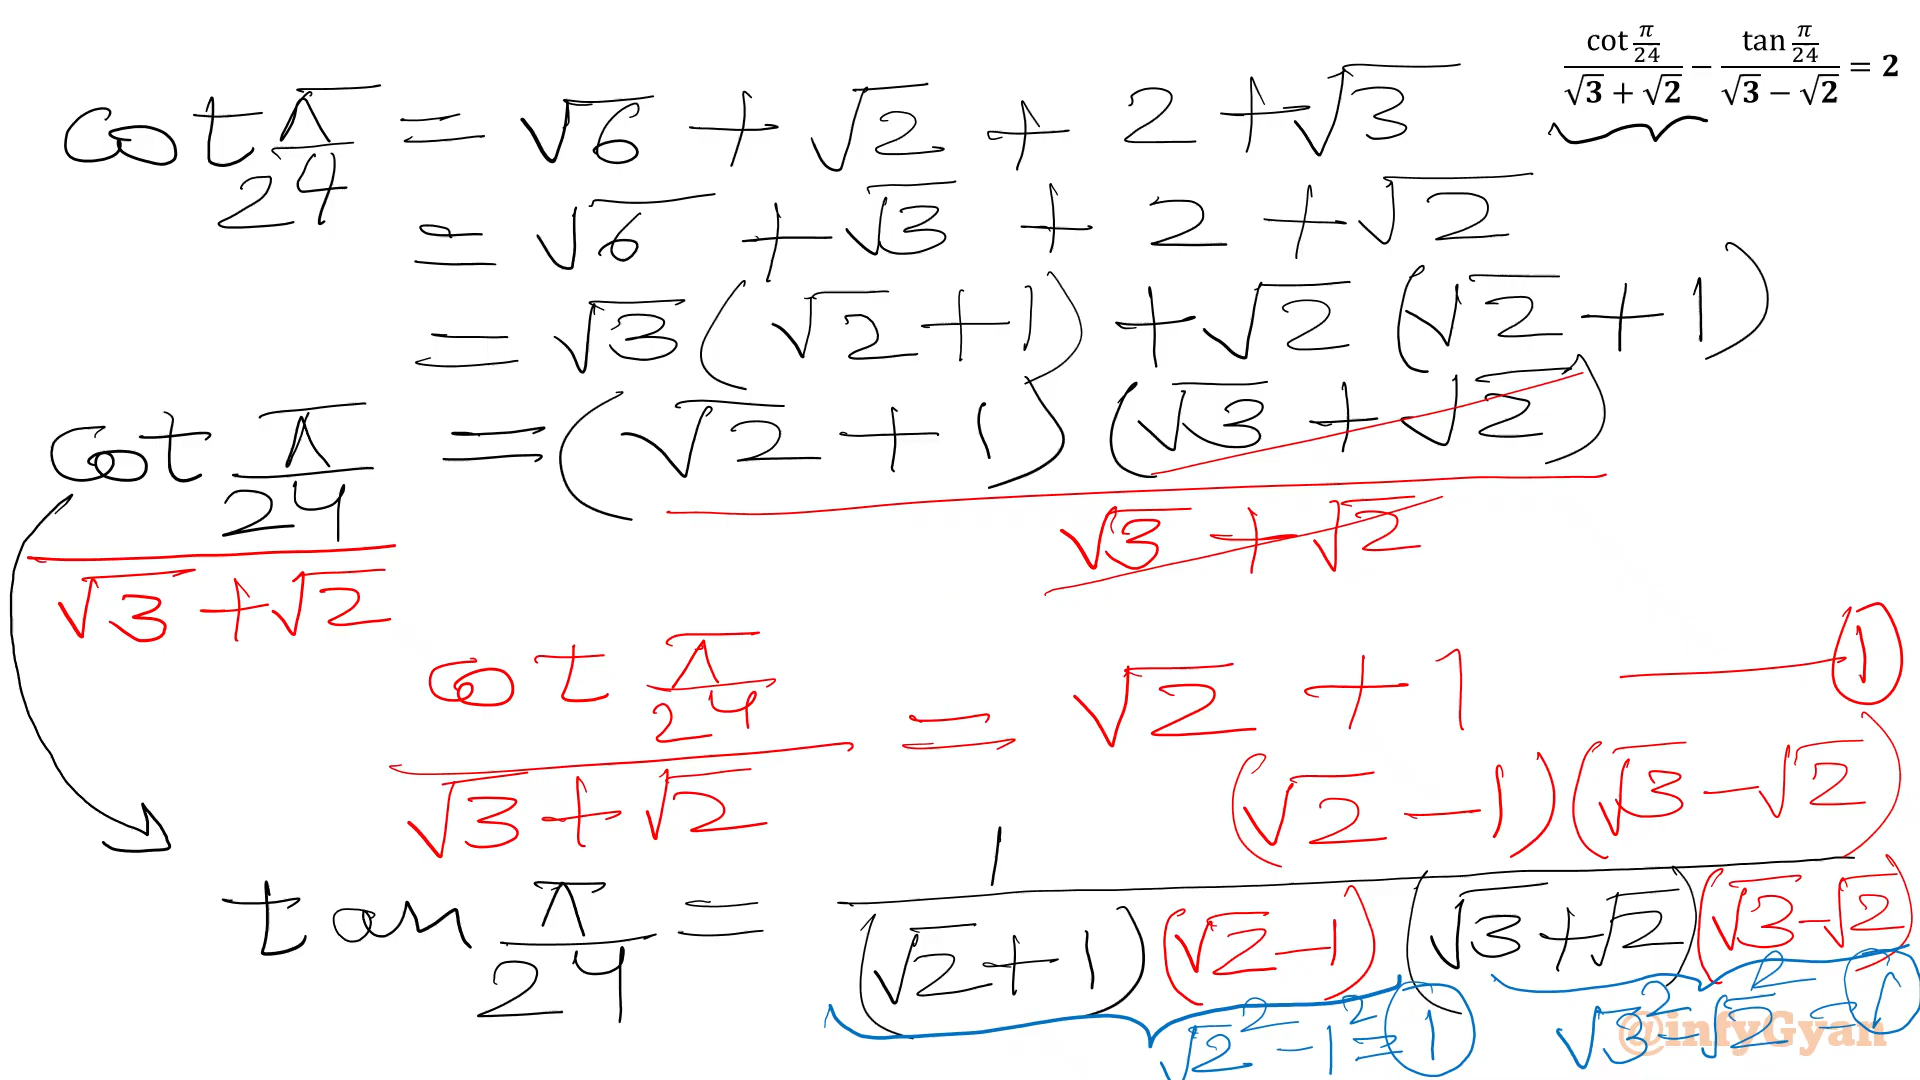 cot π/24 / (√3 + √2) − tan π/24 / (√3 − √2) = 2
cot π/24 = √6 + √2 + 2 + √3
= √6 + √3 + 2 + √2
= √3 (√2 + 1) + √2 (√2 + 1)
cot π/24 / (√3 + √2) = (√2 + 1) (√3 + √2) / (√3 + √2)
cot π/24 / (√3 + √2) = √2 + 1 — 1
tan π/24 = 1 (√2 − 1)(√3 − √2) / (√2 + 1)(√2 − 1)(√3 + √2)(√3 − √2)
√2² − 1² = 1 √3² − √2² = 1
@infyGyan